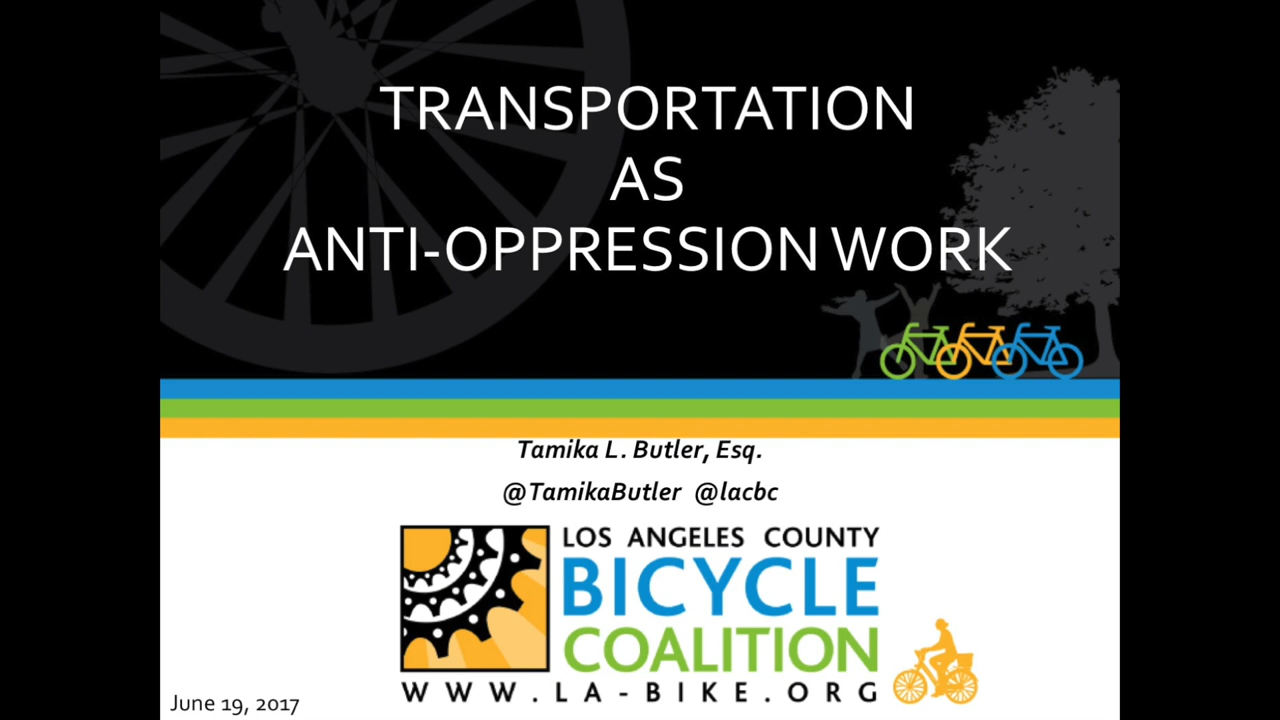 TRANSPORTATION
AS
ANTI-OPPRESSION WORK
Tamika L. Butler, Esq.
@TamikaButler @lacbc
LOS ANGELES COUNTY
BICYCLE
COALITION
WWW.LA-BIKE.ORG
June 19, 2017